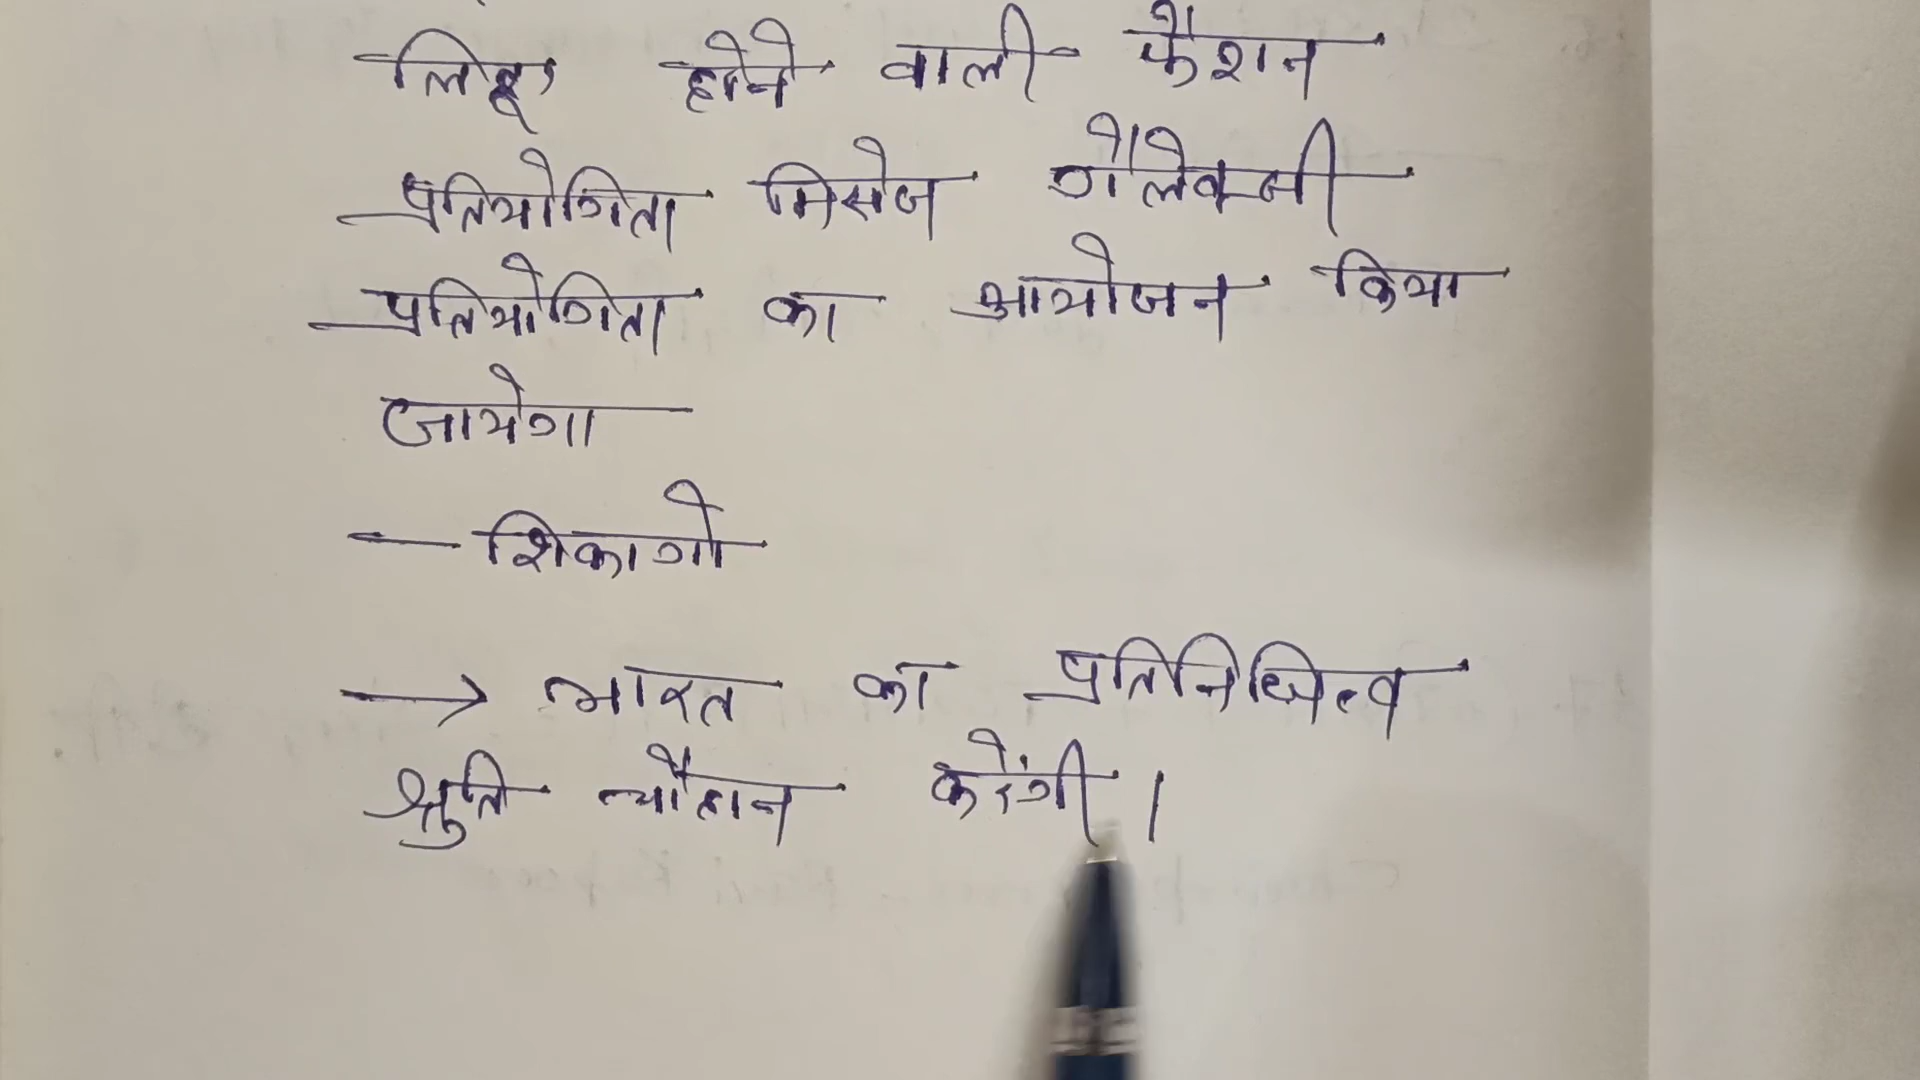 लिए होने वाली फैशन
प्रतियोगिता मिसेज गैलेक्जी
प्रतियोगिता का आयोजन किया
जायेगा
— शिकागो
→ भारत का प्रतिनिधित्व
श्रुति चौहान करेंगी ।